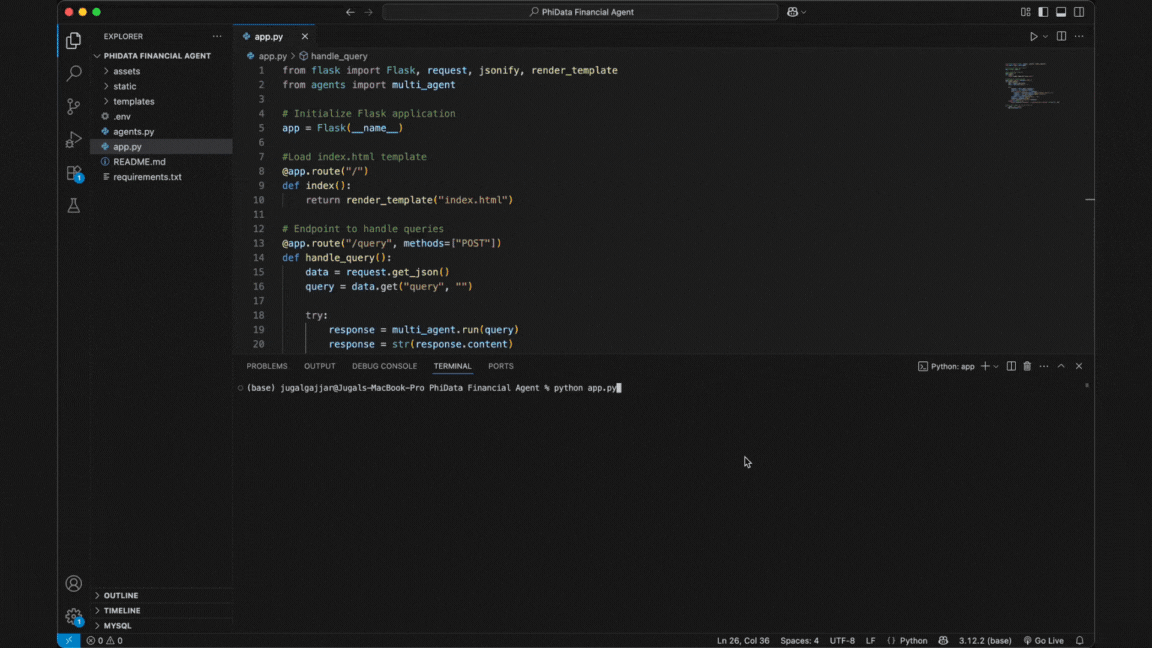 PhiData Financial Agent
EXPLORER
PHIDATA FINANCIAL AGENT
assets
static
templates
.env
agents.py
app.py
README.md
requirements.txt
1
OUTLINE
TIMELINE
MYSQL
1
app.py
app.py > handle_query
1 from flask import Flask, request, jsonify, render_template
2 from agents import multi_agent
3
4 # Initialize Flask application
5 app = Flask(__name__)
6
7 #Load index.html template
8 @app.route("/")
9 def index():
10 return render_template("index.html")
11
12 # Endpoint to handle queries
13 @app.route("/query", methods=["POST"])
14 def handle_query():
15 data = request.get_json()
16 query = data.get("query", "")
17
18 try:
19 response = multi_agent.run(query)
20 response = str(response.content)
PROBLEMS OUTPUT DEBUG CONSOLE TERMINAL PORTS
Python: app
(base) jugalgajjar@Jugals-MacBook-Pro PhiData Financial Agent % python app.py
0 0
Ln 26, Col 36 Spaces: 4 UTF-8 LF {} Python 3.12.2 (base) Go Live